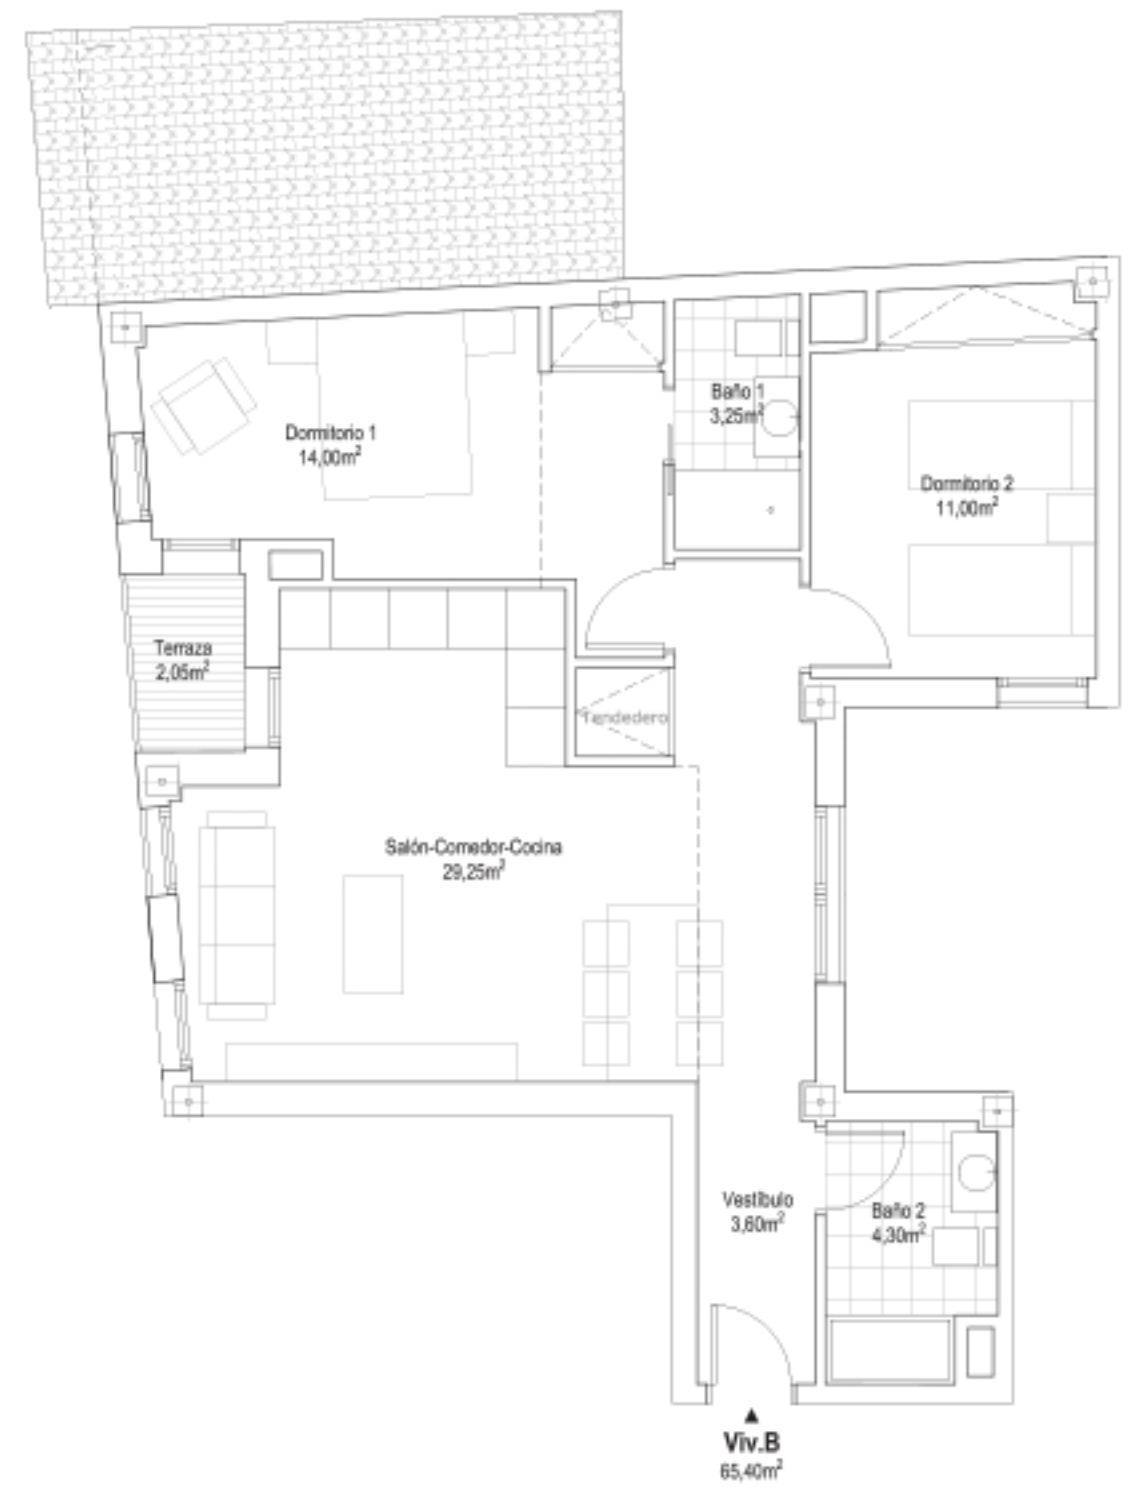 Baño 1
3,25m²
Dormitorio 1
14,00m²
Dormitorio 2
11,00m²
Terraza
2,05m²
Tendedero
Salón-Comedor-Cocina
29,25m²
Vestíbulo
3,60m²
Baño 2
4,30m²
Viv.B
65,40m²